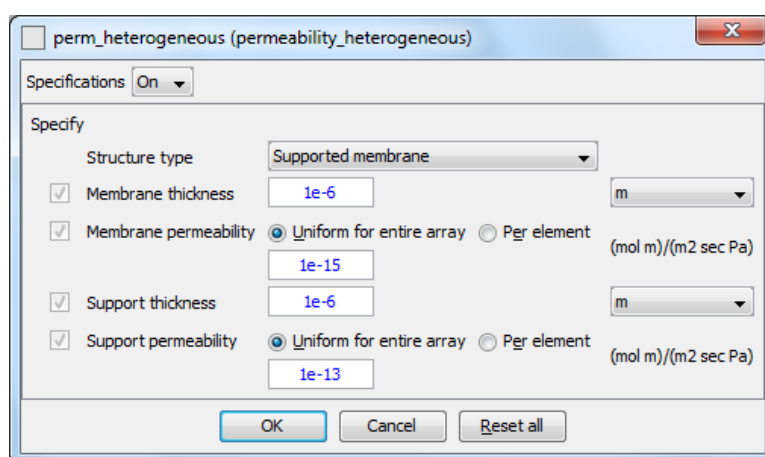 perm_heterogeneous (permeability_heterogeneous)
Specifications On
Specify
Structure type Supported membrane
Membrane thickness 1e-6 m
Membrane permeability Uniform for entire array Per element
1e-15 (mol m)/(m2 sec Pa)
Support thickness 1e-6 m
Support permeability Uniform for entire array Per element
1e-13 (mol m)/(m2 sec Pa)
OK Cancel Reset all